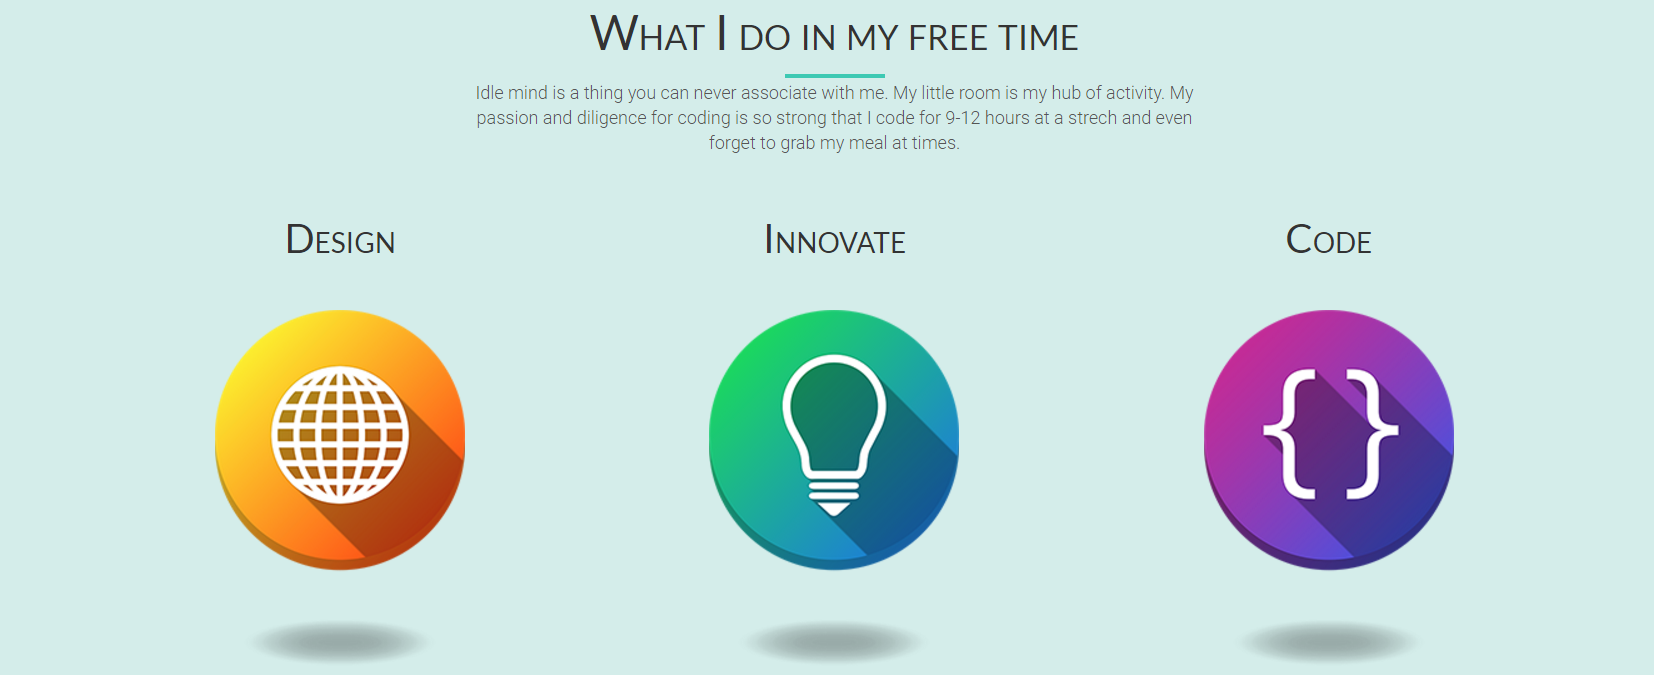 What I do in my free time
Idle mind is a thing you can never associate with me. My little room is my hub of activity. My
passion and diligence for coding is so strong that I code for 9-12 hours at a strech and even
forget to grab my meal at times.
Design
Innovate
Code
{ }